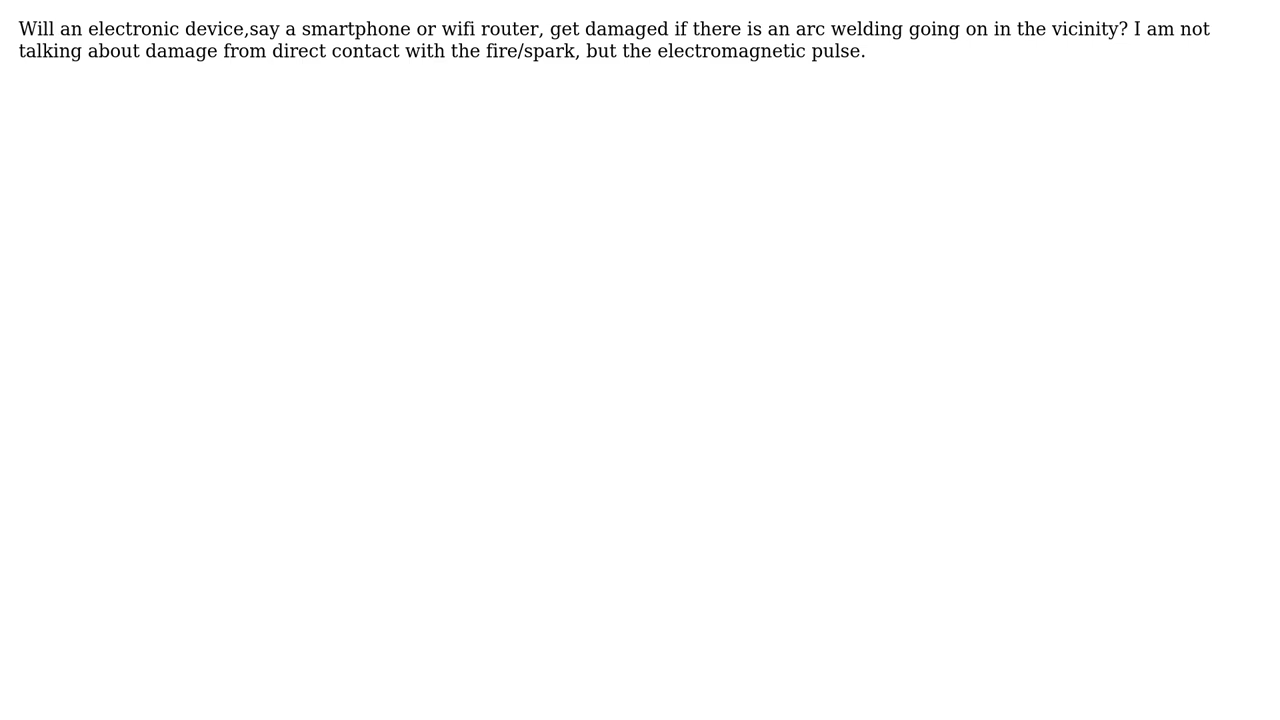 Will an electronic device,say a smartphone or wifi router, get damaged if there is an arc welding going on in the vicinity? I am not
talking about damage from direct contact with the fire/spark, but the electromagnetic pulse.